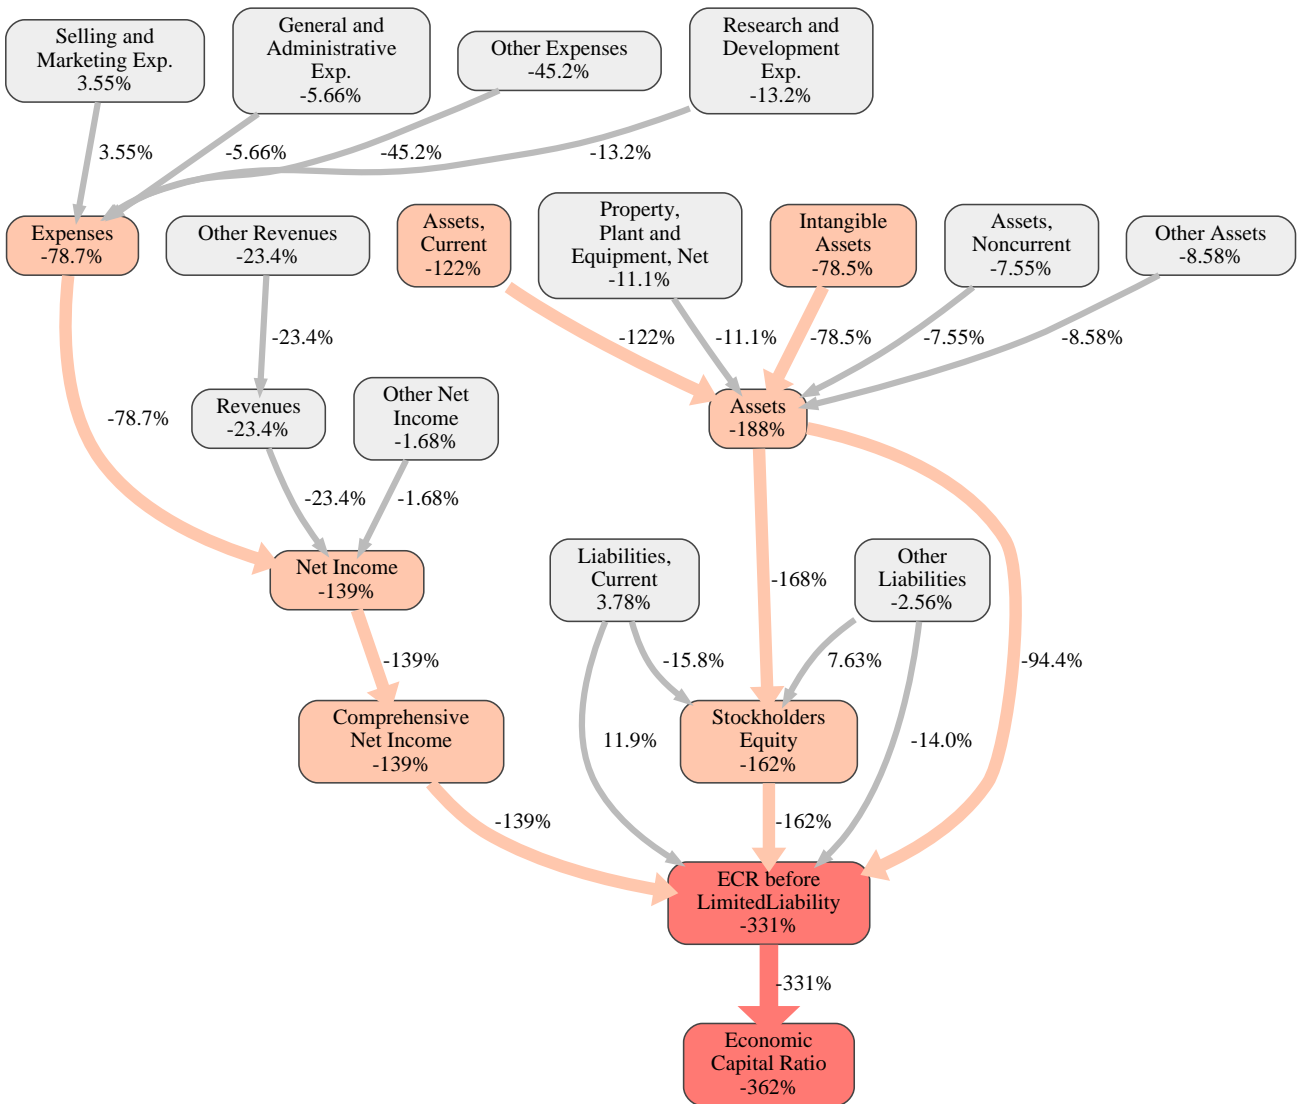 Selling and
Marketing Exp.
3.55%
General and
Administrative
Exp.
-5.66%
Other Expenses
-45.2%
Research and
Development
Exp.
-13.2%
3.55%
-5.66%
-45.2%
-13.2%
Expenses
-78.7%
Other Revenues
-23.4%
Assets,
Current
-122%
Property,
Plant and
Equipment, Net
-11.1%
Intangible
Assets
-78.5%
Assets,
Noncurrent
-7.55%
Other Assets
-8.58%
-23.4%
-122%
-11.1%
-78.5%
-7.55%
-8.58%
-78.7%
Revenues
-23.4%
Other Net
Income
-1.68%
Assets
-188%
-23.4%
-1.68%
Net Income
-139%
Liabilities,
Current
3.78%
-168%
Other
Liabilities
-2.56%
-139%
-15.8%
7.63%
-94.4%
Comprehensive
Net Income
-139%
11.9%
Stockholders
Equity
-162%
-14.0%
-139%
-162%
ECR before
LimitedLiability
-331%
-331%
Economic
Capital Ratio
-362%